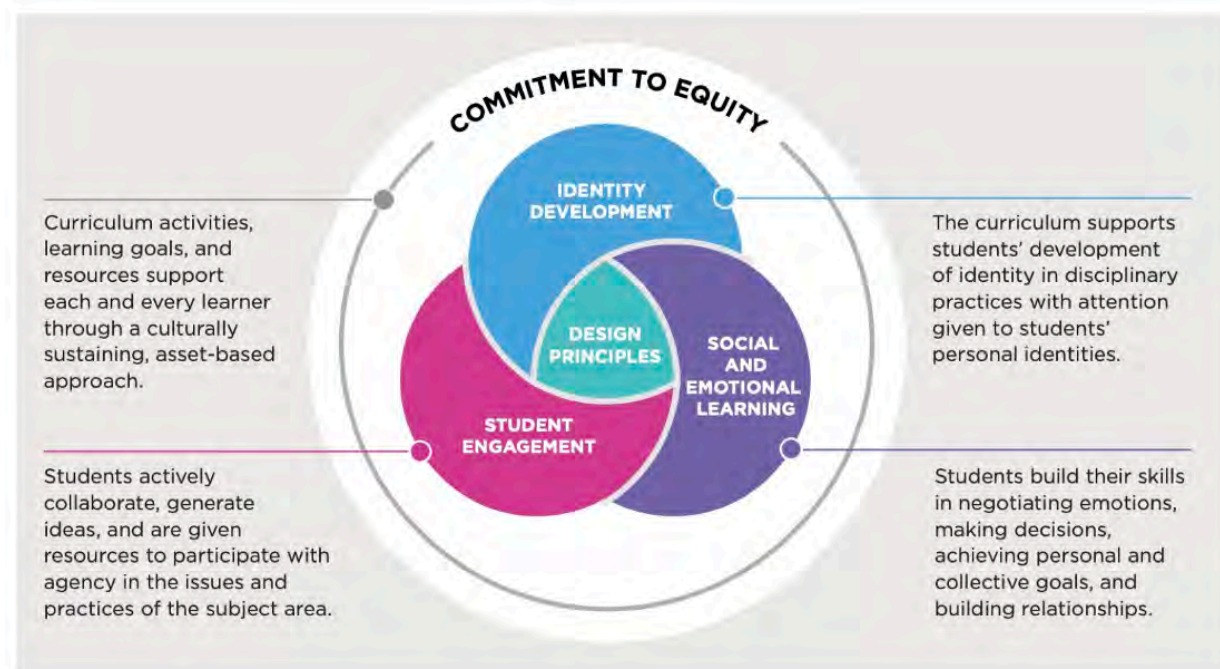 COMMITMENT TO EQUITY
IDENTITY
DEVELOPMENT
DESIGN
PRINCIPLES
SOCIAL
AND
EMOTIONAL
LEARNING
STUDENT
ENGAGEMENT
Curriculum activities,
learning goals, and
resources support
each and every learner
through a culturally
sustaining, asset-based
approach.
The curriculum supports
students’ development
of identity in disciplinary
practices with attention
given to students’
personal identities.
Students actively
collaborate, generate
ideas, and are given
resources to participate with
agency in the issues and
practices of the subject area.
Students build their skills
in negotiating emotions,
making decisions,
achieving personal and
collective goals, and
building relationships.